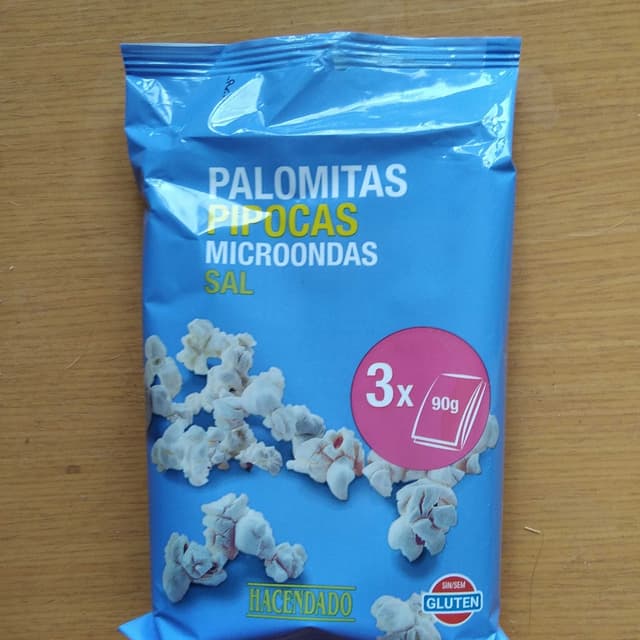 PALOMITAS
PIPOCAS
MICROONDAS
SAL
3x
90g
HACENDADO
SIN/SEM
GLUTEN